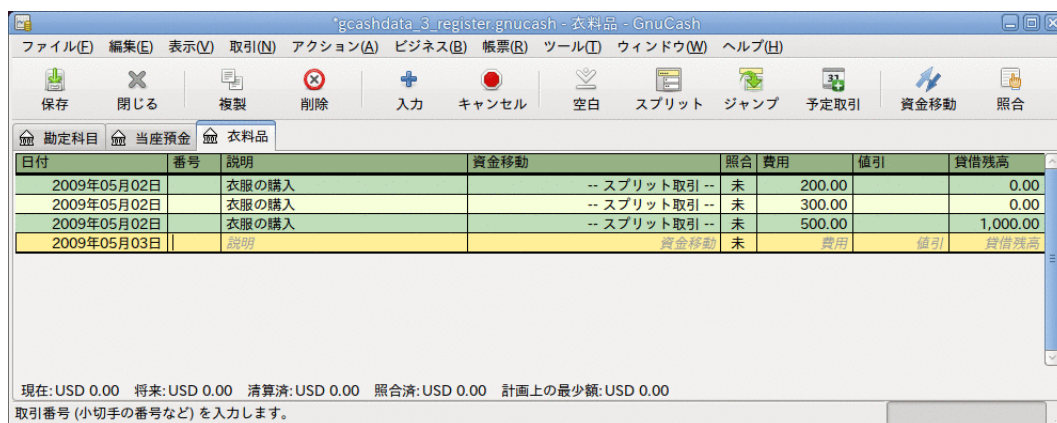 *gcashdata_3_register.gnucash - 衣料品 - GnuCash
ファイル(F) 編集(E) 表示(V) 取引(N) アクション(A) ビジネス(B) 帳票(R) ツール(T) ウィンドウ(W) ヘルプ(H)
保存 閉じる 複製 削除 入力 キャンセル 空白 スプリット ジャンプ 予定取引 資金移動 照合
勘定科目 当座預金 衣料品
日付 番号 説明 資金移動 照合 費用 値引 貸借残高
2009年05月02日 衣服の購入 -- スプリット取引 -- 未 200.00 0.00
2009年05月02日 衣服の購入 -- スプリット取引 -- 未 300.00 0.00
2009年05月02日 衣服の購入 -- スプリット取引 -- 未 500.00 1,000.00
2009年05月03日 説明 資金移動 未 費用 値引 貸借残高
現在: USD 0.00 将来: USD 0.00 清算済: USD 0.00 照合済: USD 0.00 計画上の最少額: USD 0.00
取引番号 (小切手の番号など) を入力します。